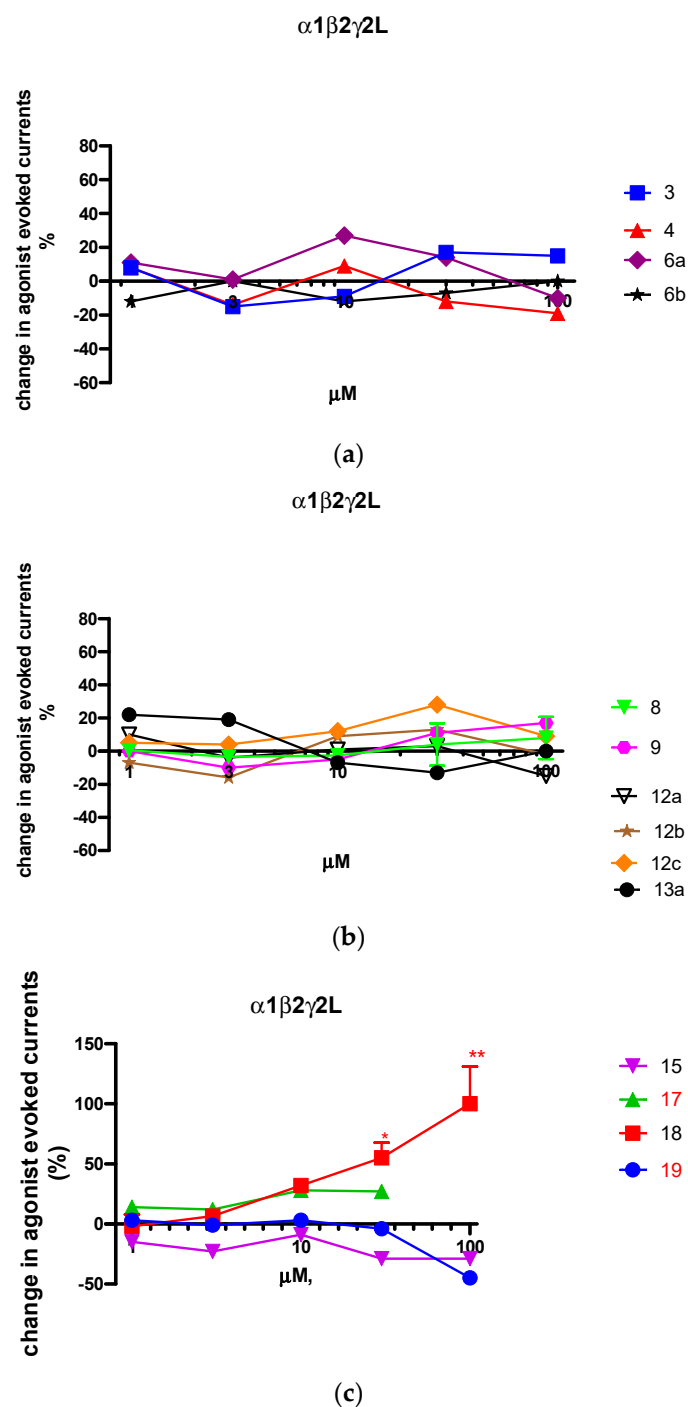 α1β2γ2L
80
60
40
20
0
-20
-40
-60
change in agonist evoked currents
%
3
10
μM
3
4
6a
6b
(a)
α1β2γ2L
80
60
40
20
0
-20
-40
-60
change in agonist evoked currents
%
1
3
10
100
μM
8
9
12a
12b
12c
13a
(b)
α1β2γ2L
150
100
50
0
-50
change in agonist evoked currents
(%)
*
**
1
10
100
μM,
15
17
18
19
(c)